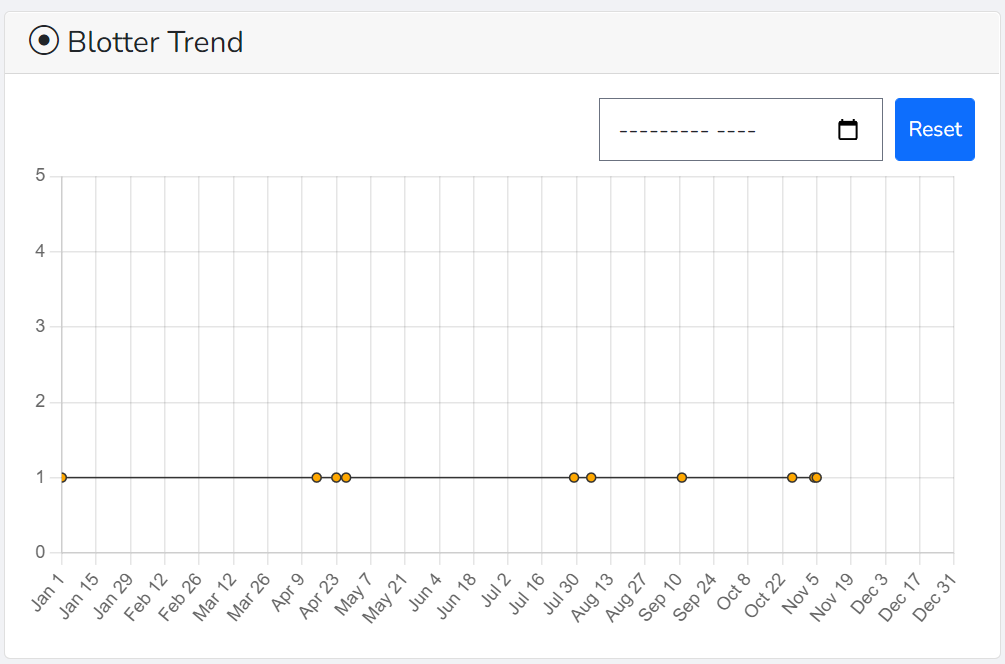 Blotter Trend
--------- ----
Reset
5
4
3
2
1
0
Jan 1
Jan 15
Jan 29
Feb 12
Feb 26
Mar 12
Mar 26
Apr 9
Apr 23
May 7
May 21
Jun 4
Jun 18
Jul 2
Jul 16
Jul 30
Aug 13
Aug 27
Sep 10
Sep 24
Oct 8
Oct 22
Nov 5
Nov 19
Dec 3
Dec 17
Dec 31